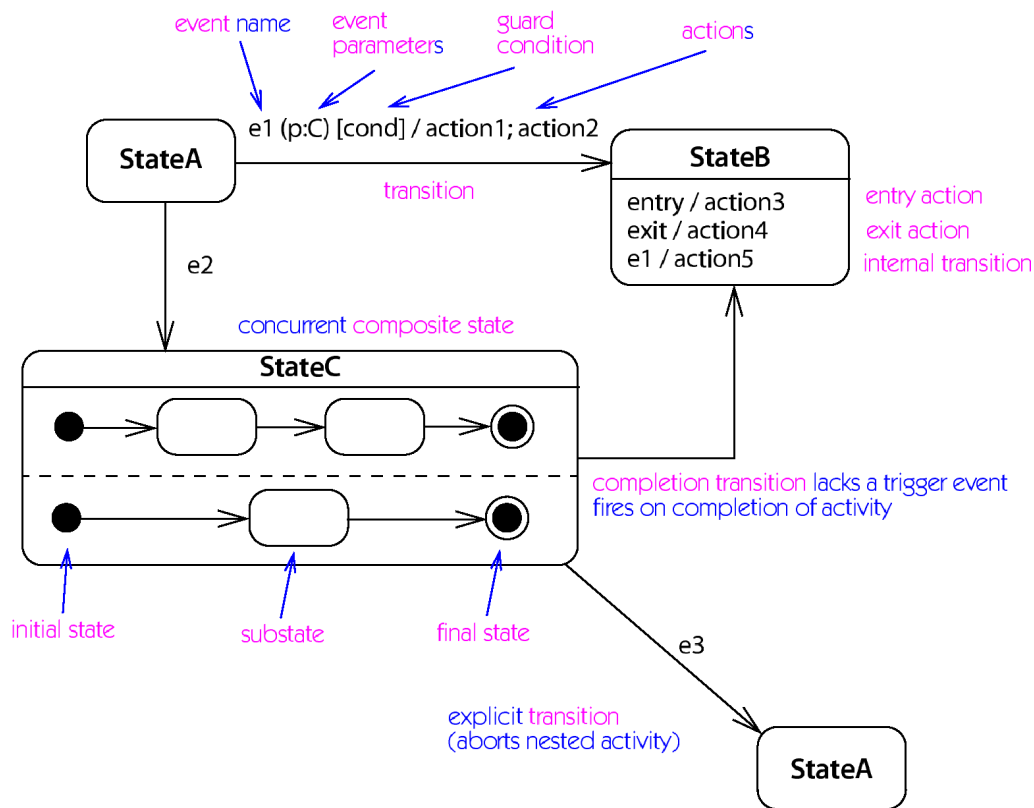 event name
event
parameters
guard
condition
actions
e1 (p:C) [cond] / action1; action2
StateA
StateB
transition
entry / action3
entry action
exit / action4
exit action
e1 / action5
internal transition
e2
concurrent composite state
StateC
completion transition lacks a trigger event
fires on completion of activity
initial state
substate
final state
e3
explicit transition
(aborts nested activity)
StateA